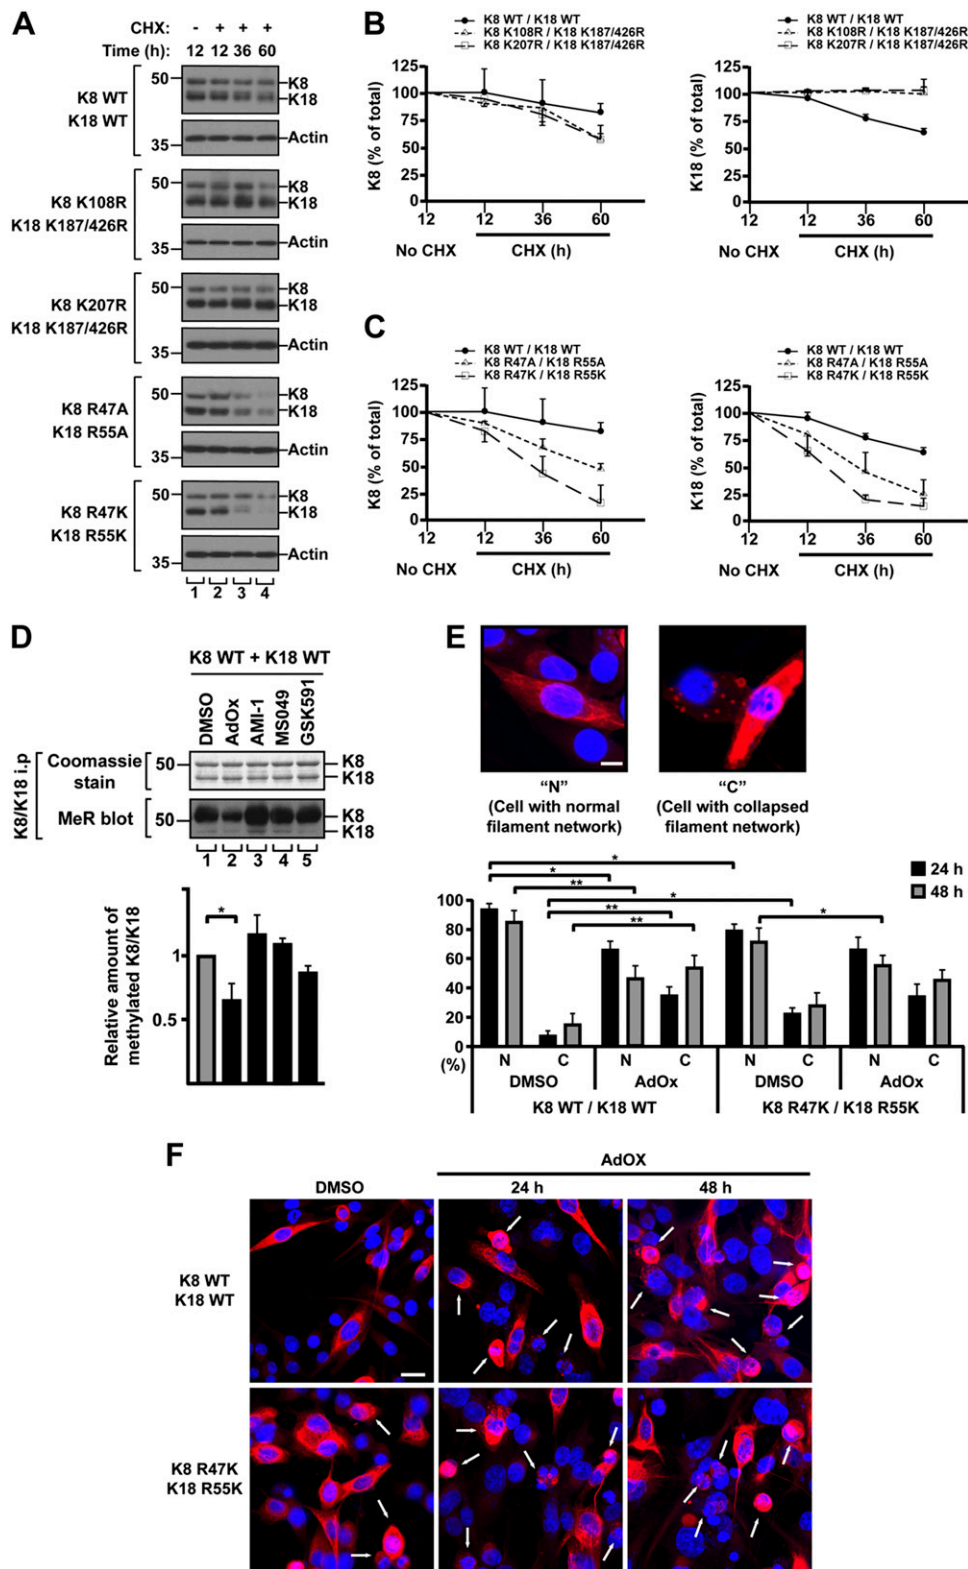 A
CHX: - + + +
Time (h): 12 12 36 60
K8 WT
K18 WT
50
35
K8
K18
Actin
K8 K108R
K18 K187/426R
50
35
K8
K18
Actin
K8 K207R
K18 K187/426R
50
35
K8
K18
Actin
K8 R47A
K18 R55A
50
35
K8
K18
Actin
K8 R47K
K18 R55K
50
35
K8
K18
Actin
1 2 3 4
B
K8 WT / K18 WT
K8 K108R / K18 K187/426R
K8 K207R / K18 K187/426R
K8 (% of total)
125
100
75
50
25
0
12 12 36 60
No CHX CHX (h)
K8 WT / K18 WT
K8 K108R / K18 K187/426R
K8 K207R / K18 K187/426R
K18 (% of total)
125
100
75
50
25
0
12 12 36 60
No CHX CHX (h)
C
K8 WT / K18 WT
K8 R47A / K18 R55A
K8 R47K / K18 R55K
K8 (% of total)
125
100
75
50
25
0
12 12 36 60
No CHX CHX (h)
K8 WT / K18 WT
K8 R47A / K18 R55A
K8 R47K / K18 R55K
K18 (% of total)
125
100
75
50
25
0
12 12 36 60
No CHX CHX (h)
D
K8 WT + K18 WT
DMSO AdOx AMI-1 MS049 GSK591
K8/K18 i.p
Coomassie
stain
50
K8
K18
MeR blot
50
K8
K18
1 2 3 4 5
Relative amount of
methylated K8/K18
1
0.5
*
E
"N"
(Cell with normal
filament network)
"C"
(Cell with collapsed
filament network)
24 h
48 h
*
*
**
*
**
**
*
100
80
60
40
20
0
(%)
N C N C N C N C
DMSO AdOx DMSO AdOx
K8 WT / K18 WT K8 R47K / K18 R55K
F
AdOX
DMSO 24 h 48 h
K8 WT
K18 WT
K8 R47K
K18 R55K